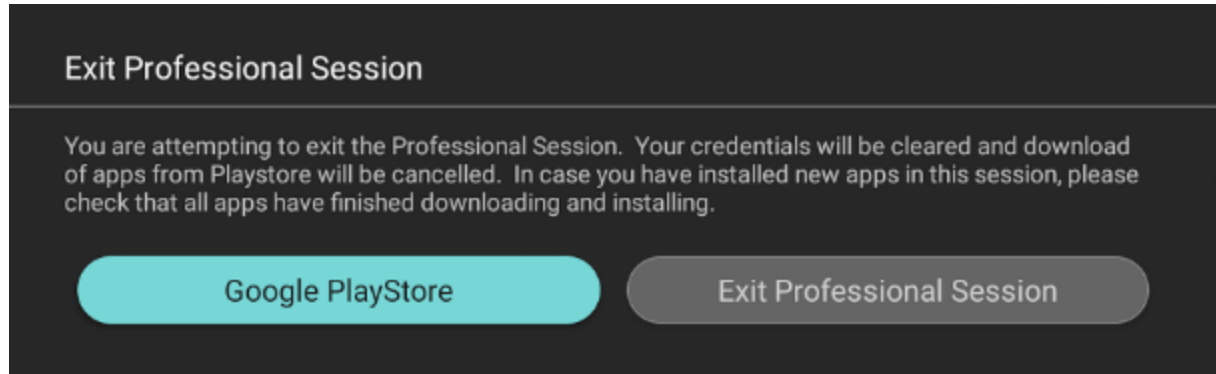 Exit Professional Session
You are attempting to exit the Professional Session.  Your credentials will be cleared and download
of apps from Playstore will be cancelled.  In case you have installed new apps in this session, please
check that all apps have finished downloading and installing.
Google PlayStore
Exit Professional Session